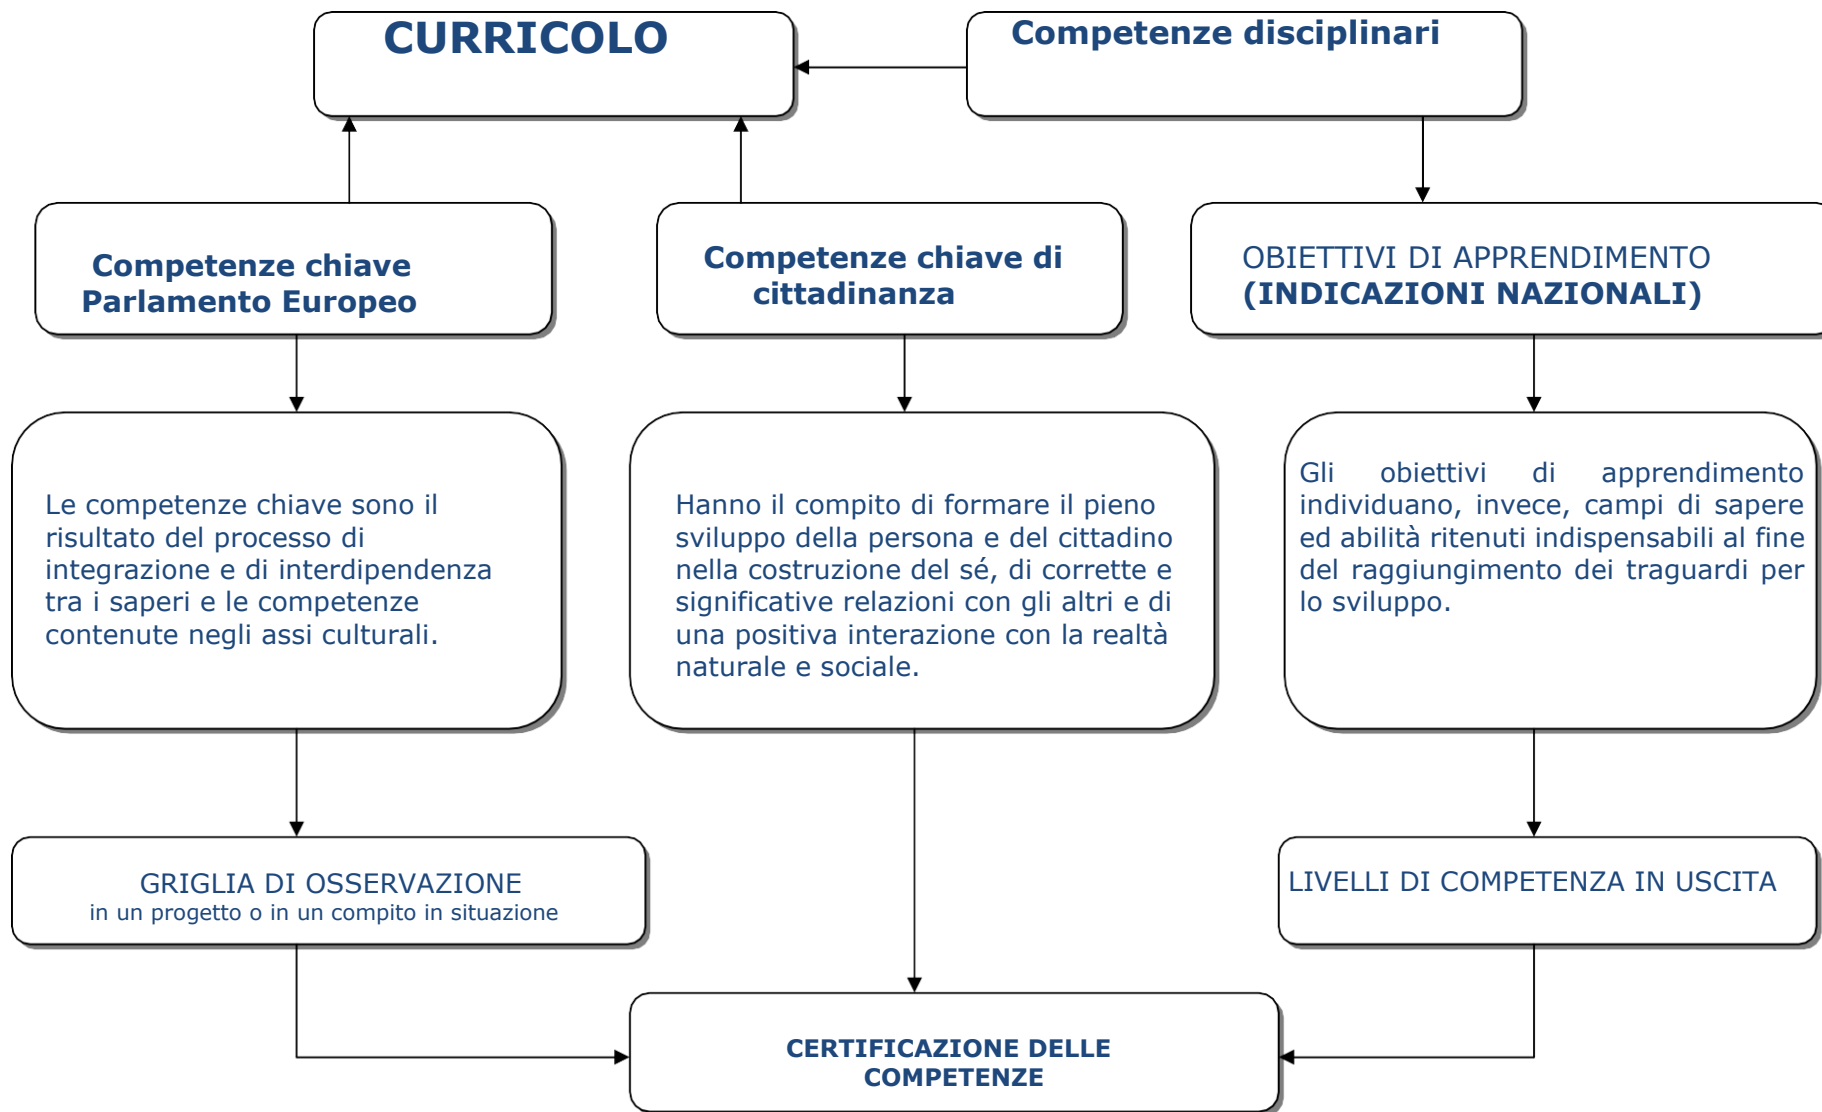 CURRICOLO
Competenze disciplinari
Competenze chiave
Parlamento Europeo
Competenze chiave di
cittadinanza
OBIETTIVI DI APPRENDIMENTO
(INDICAZIONI NAZIONALI)
Le competenze chiave sono il
risultato del processo di
integrazione e di interdipendenza
tra i saperi e le competenze
contenute negli assi culturali.
Hanno il compito di formare il pieno
sviluppo della persona e del cittadino
nella costruzione del sé, di corrette e
significative relazioni con gli altri e di
una positiva interazione con la realtà
naturale e sociale.
Gli obiettivi di apprendimento
individuano, invece, campi di sapere
ed abilità ritenuti indispensabili al fine
del raggiungimento dei traguardi per
lo sviluppo.
GRIGLIA DI OSSERVAZIONE
in un progetto o in un compito in situazione
LIVELLI DI COMPETENZA IN USCITA
CERTIFICAZIONE DELLE
COMPETENZE